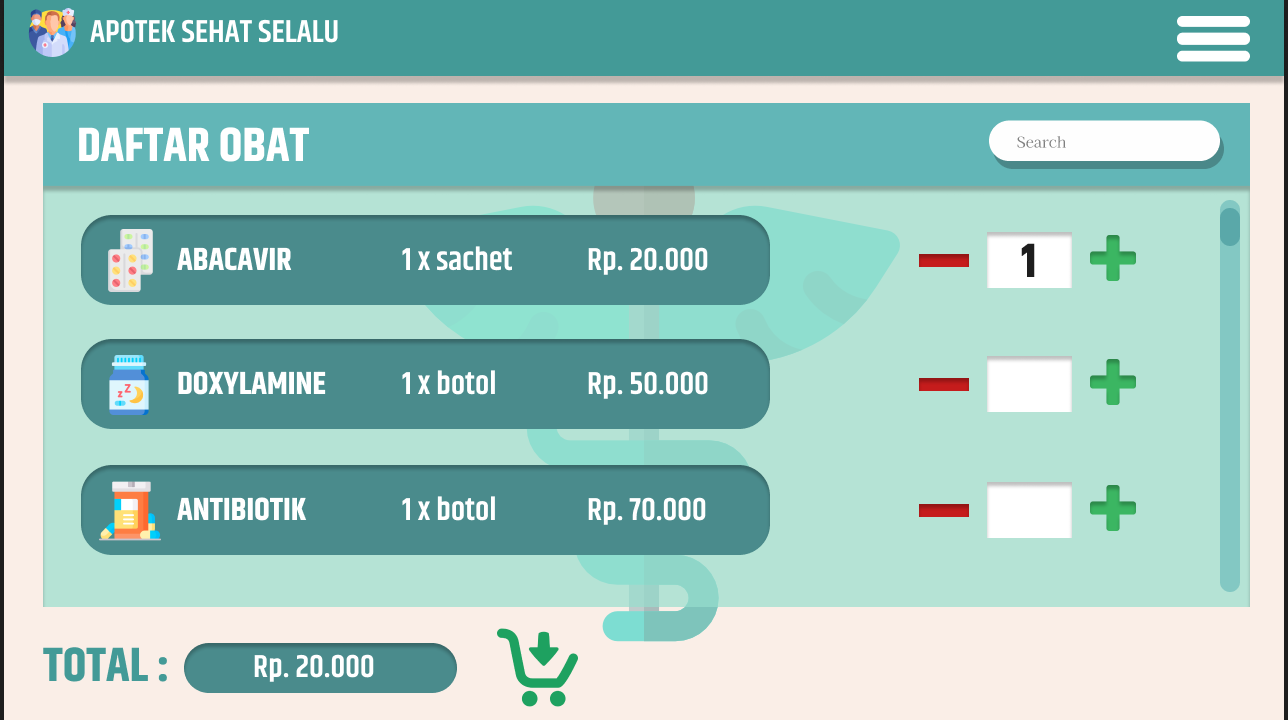 APOTEK SEHAT SELALU
DAFTAR OBAT
Search
ABACAVIR 1 x sachet Rp. 20.000 1
DOXYLAMINE 1 x botol Rp. 50.000
ANTIBIOTIK 1 x botol Rp. 70.000
TOTAL : Rp. 20.000